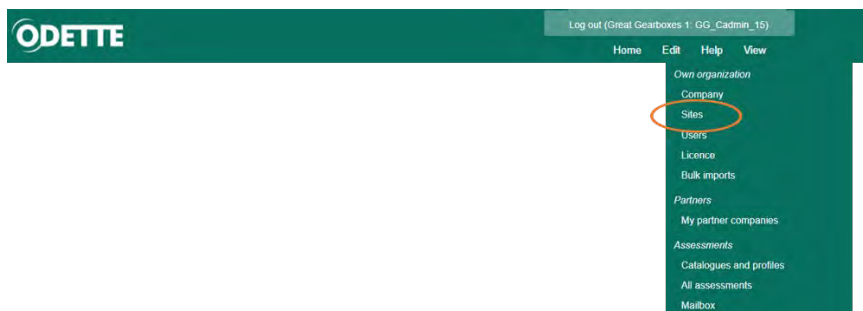 ODETTE
Log out (Great Gearboxes 1: GG_Cadmin_15)
Home Edit Help View
Own organization
Company
Sites
Users
Licence
Bulk imports
Partners
My partner companies
Assessments
Catalogues and profiles
All assessments
Mailbox